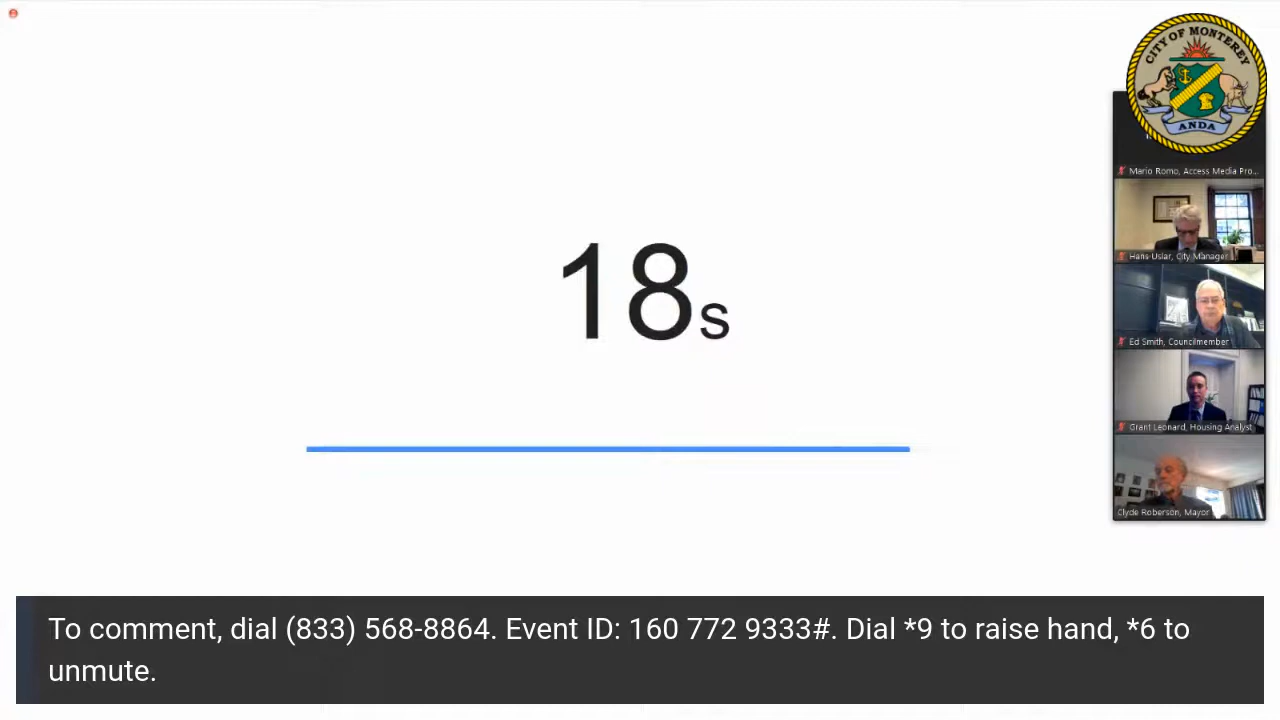 CITY OF MONTEREY
ANDA
Mario Romo, Access Media Pro...
Hans Uslar, City Manager
Ed Smith, Councilmember
Grant Leonard, Housing Analyst
Clyde Roberson, Mayor
18s
To comment, dial (833) 568-8864. Event ID: 160 772 9333#. Dial *9 to raise hand, *6 to
unmute.